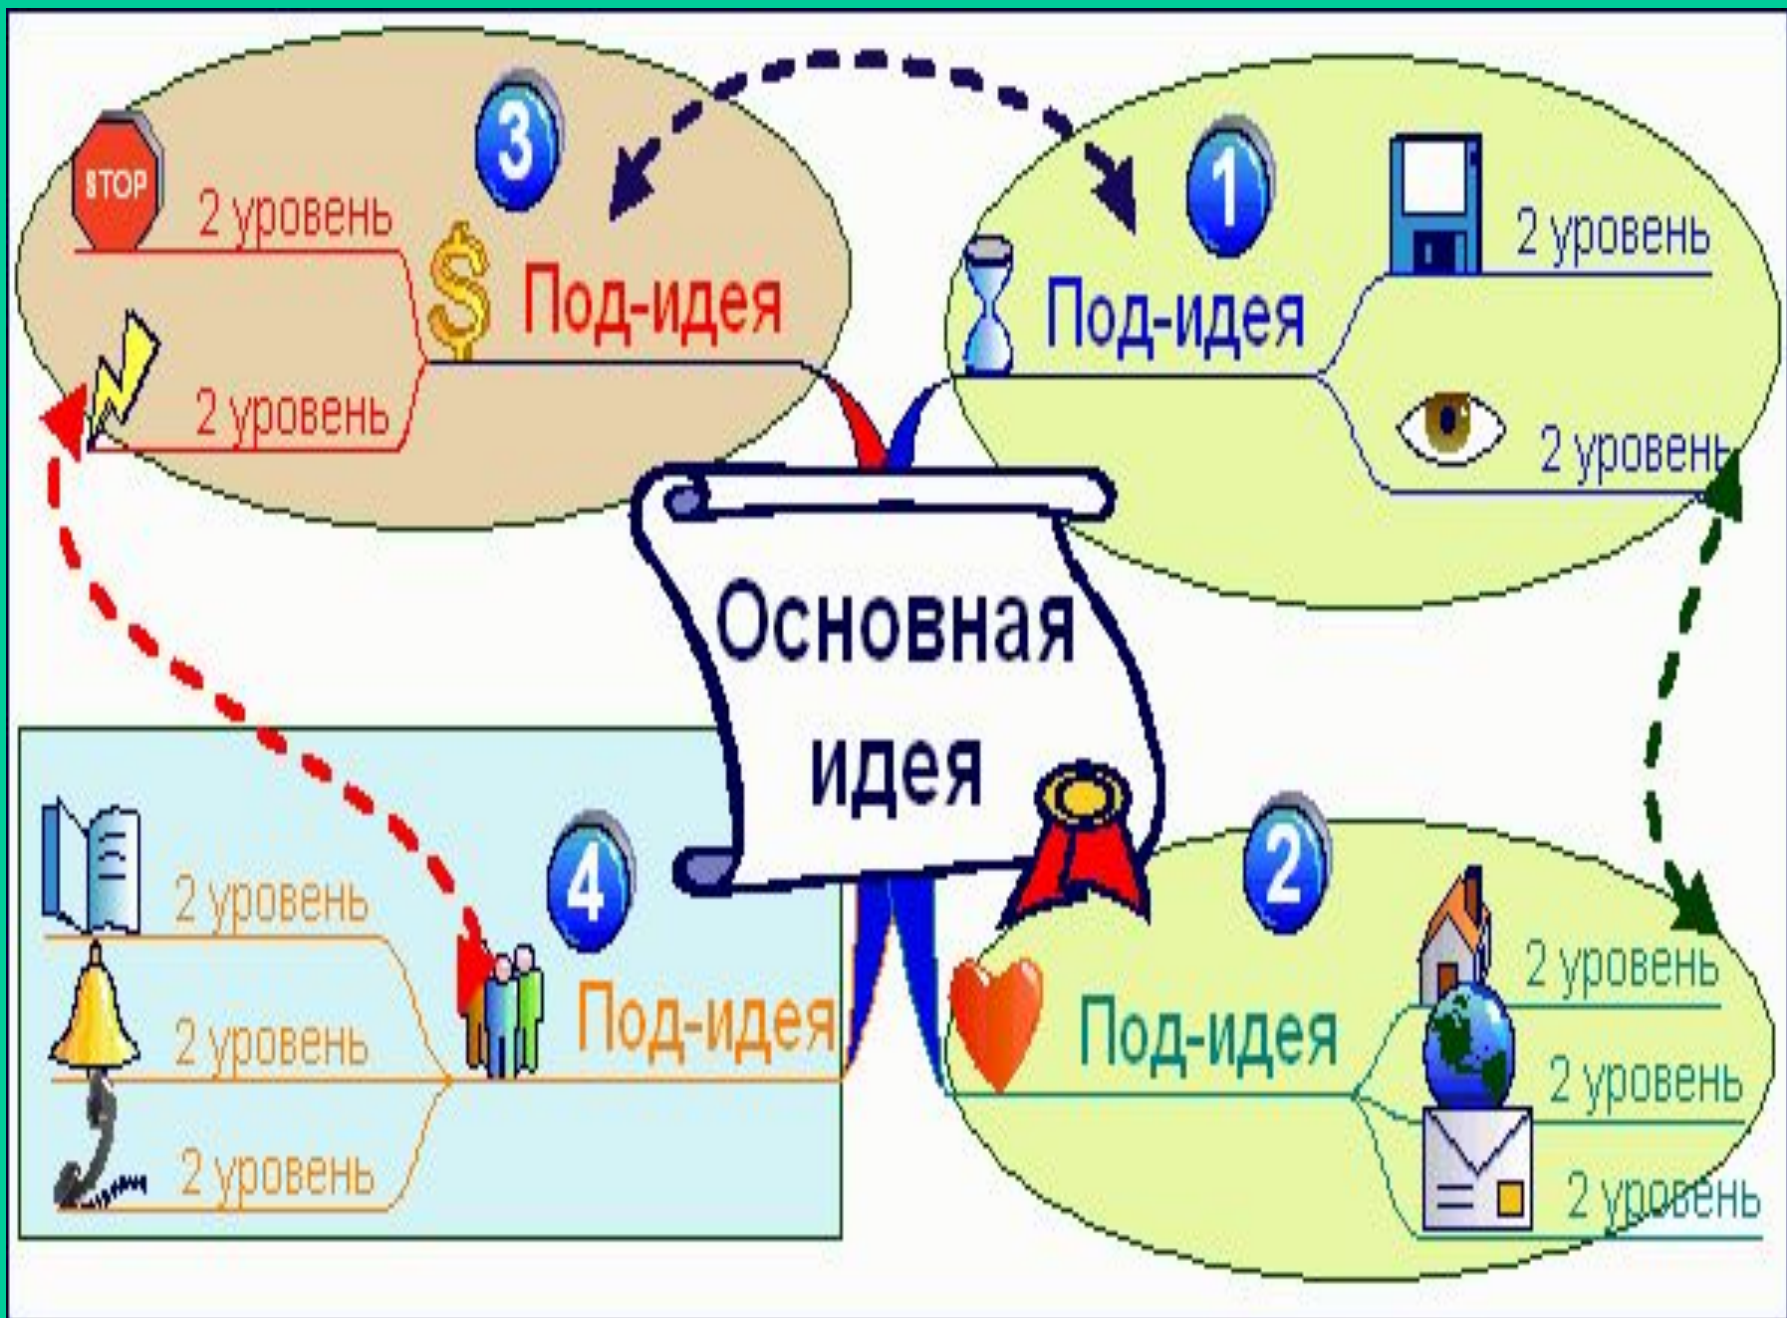 3
STOP
2 уровень
Под-идея
2 уровень
1
2 уровень
Под-идея
2 уровень
Основная
идея
4
2 уровень
Под-идея
2 уровень
2 уровень
2
2 уровень
Под-идея
2 уровень
2 уровень